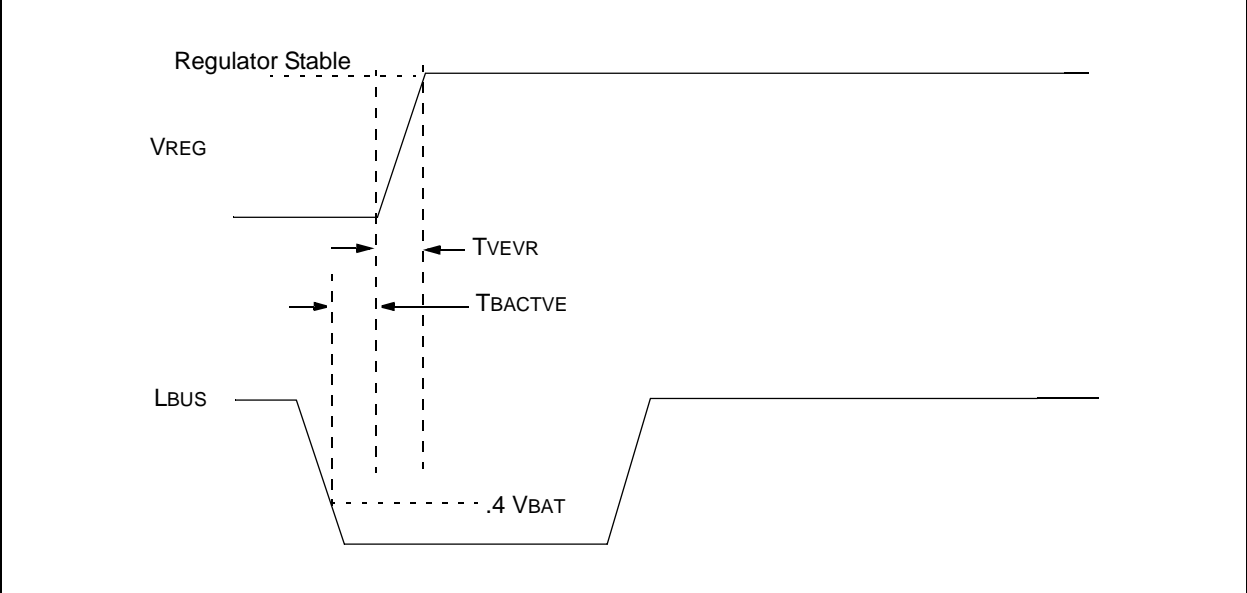 Regulator Stable
VREG
TVEVR
TBACTVE
LBUS
.4 VBAT